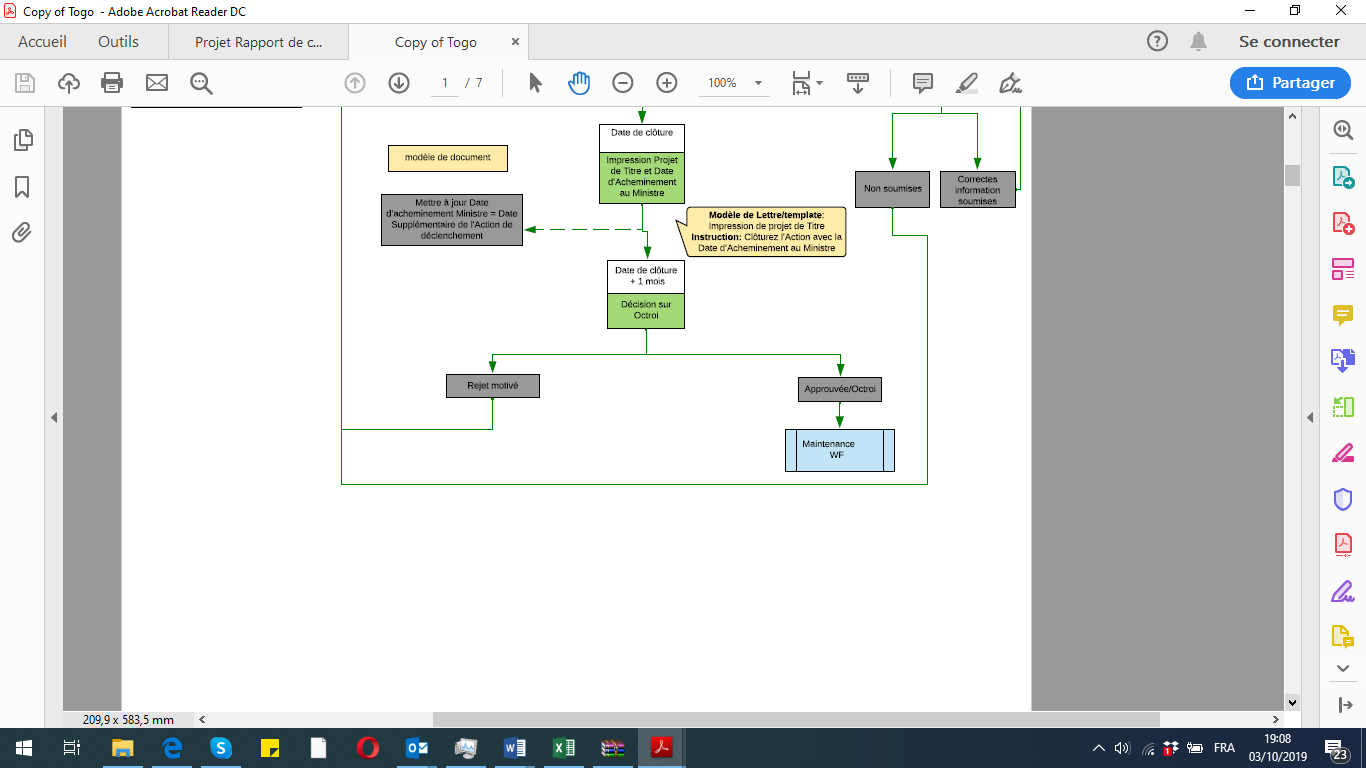 Copy of Togo - Adobe Acrobat Reader DC
Accueil
Outils
Projet Rapport de c...
Copy of Togo
Se connecter
1 / 7
100%
Partager
Date de clôture
Impression Projet
de Titre et Date
d'Acheminement
au Ministre
modèle de document
Mettre à jour Date
d'acheminement Ministre = Date
Supplémentaire de l'Action de
déclenchement
Non soumises
Correctes
information
soumises
Modèle de Lettre/template:
Impression de projet de Titre
Instruction: Clôturez l'Action avec la
Date d'Acheminement au Ministre
Date de clôture
+ 1 mois
Décision sur
Octroi
Rejet motivé
Approuvée/Octroi
Maintenance
WF
209,9 x 583,5 mm
FRA
19:08
03/10/2019
23